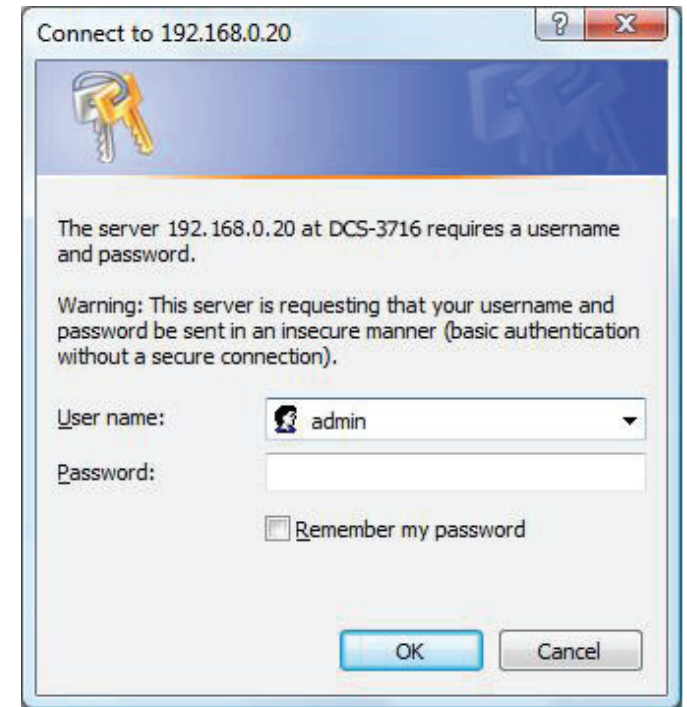 Connect to 192.168.0.20
?
X
The server 192.168.0.20 at DCS-3716 requires a username
and password.
Warning: This server is requesting that your username and
password be sent in an insecure manner (basic authentication
without a secure connection).
User name:
admin
Password:
Remember my password
OK
Cancel